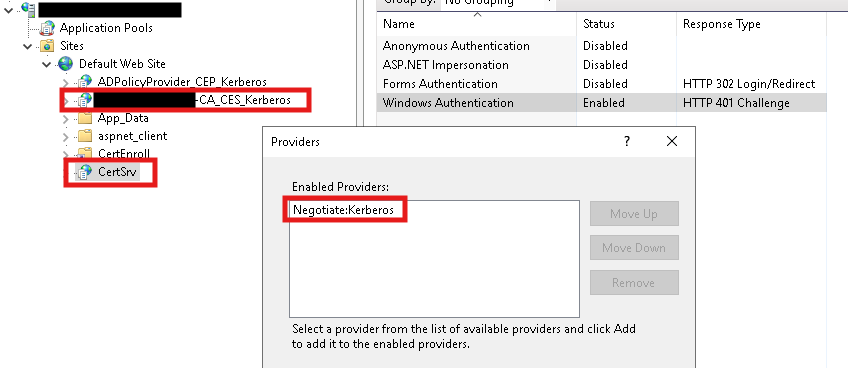 Group by: No Grouping
Application Pools
Sites
Default Web Site
ADPolicyProvider_CEP_Kerberos
-CA_CES_Kerberos
App_Data
aspnet_client
CertEnroll
CertSrv
Name Status Response Type
Anonymous Authentication Disabled
ASP.NET Impersonation Disabled
Forms Authentication Disabled HTTP 302 Login/Redirect
Windows Authentication Enabled HTTP 401 Challenge
Providers
Enabled Providers:
Negotiate:Kerberos
Move Up
Move Down
Remove
Select a provider from the list of available providers and click Add
to add it to the enabled providers.